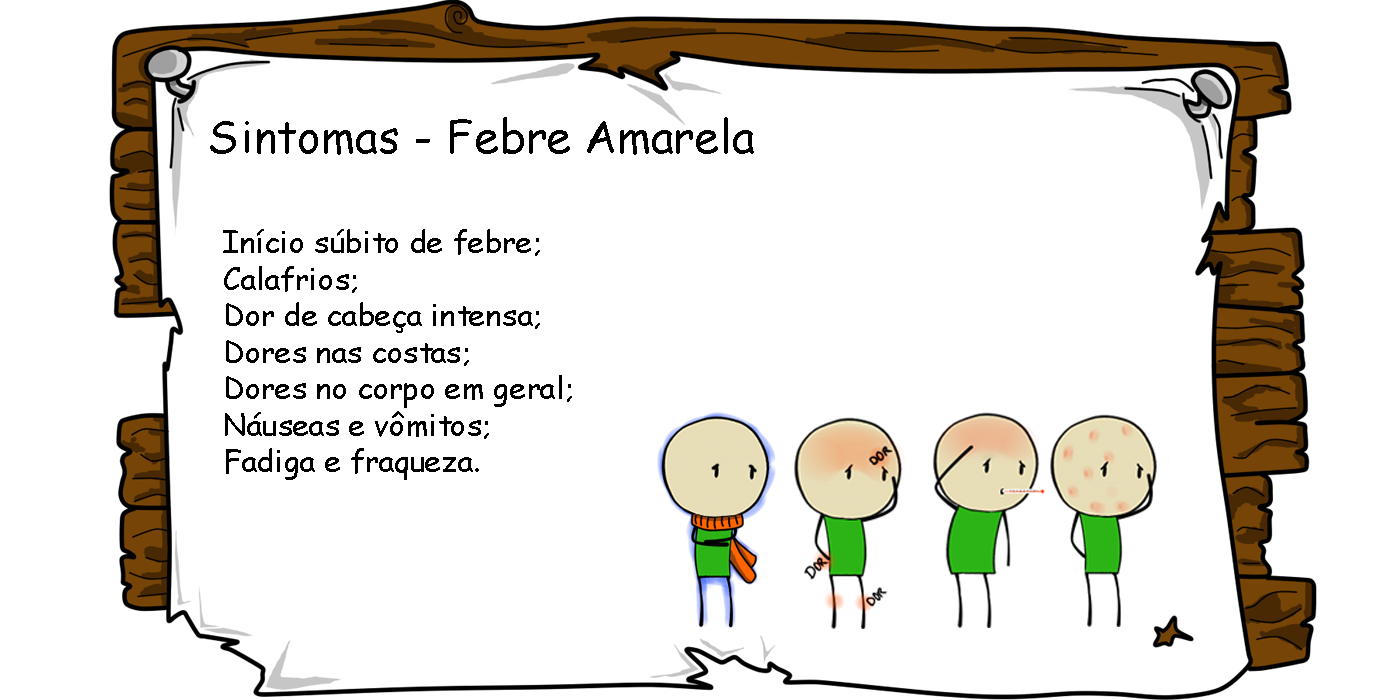 Sintomas - Febre Amarela
Início súbito de febre;
Calafrios;
Dor de cabeça intensa;
Dores nas costas;
Dores no corpo em geral;
Náuseas e vômitos;
Fadiga e fraqueza.
DOR
DOR
DOR